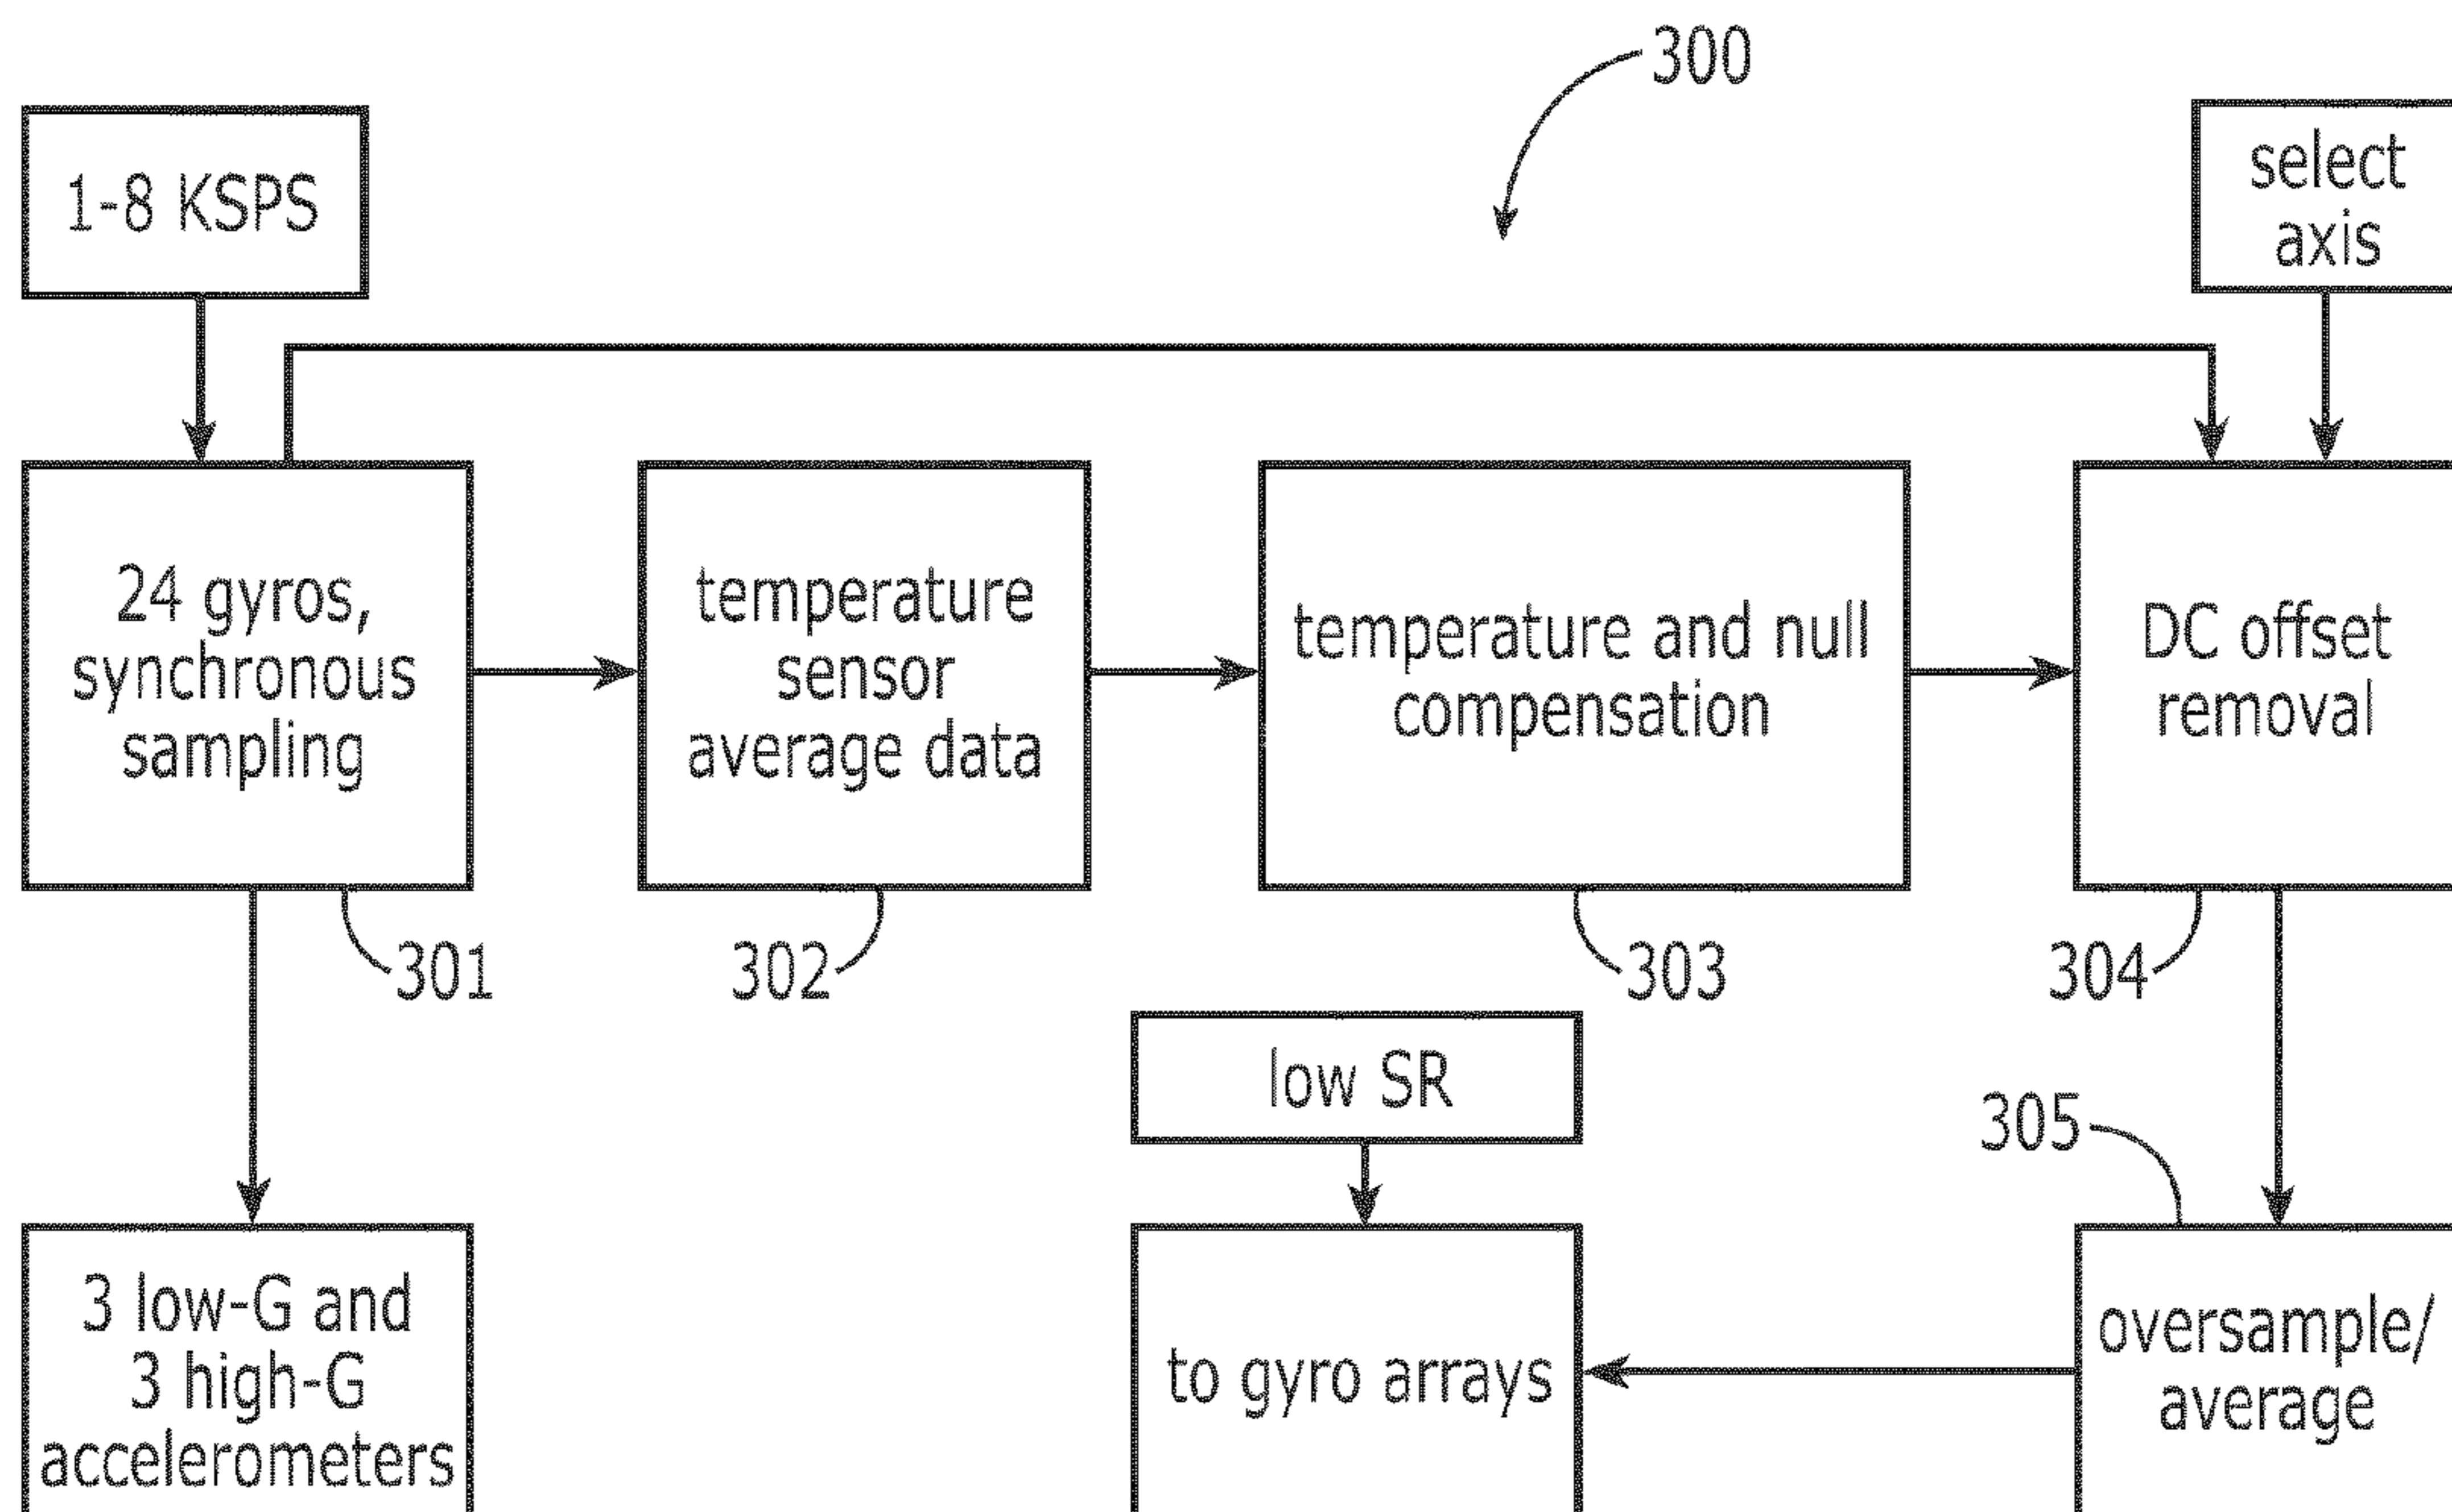 300
1-8 KSPS
select
axis
24 gyros,
synchronous
sampling
temperature
sensor
average data
temperature and null
compensation
DC offset
removal
301
302
303
304
low SR
305
3 low-G and
3 high-G
accelerometers
to gyro arrays
oversample/
average